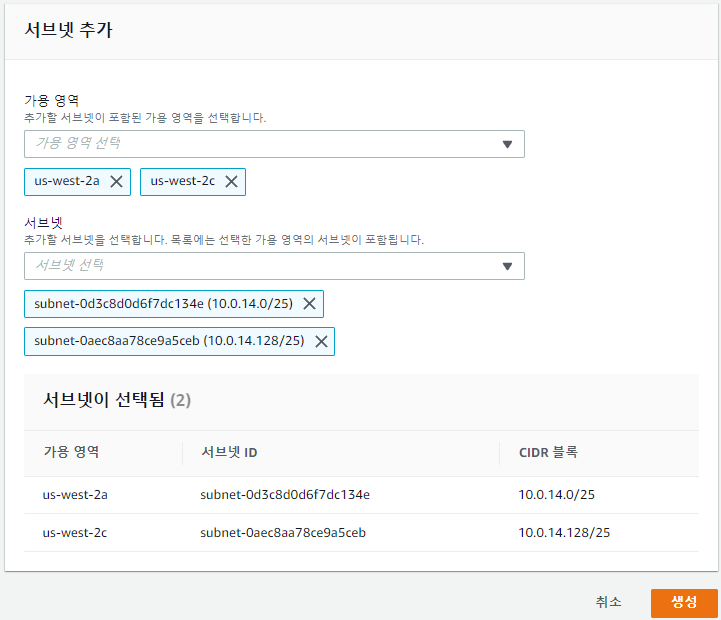 서브넷 추가
가용 영역
추가할 서브넷이 포함된 가용 영역을 선택합니다.
가용 영역 선택
us-west-2a us-west-2c
서브넷
추가할 서브넷을 선택합니다. 목록에는 선택한 가용 영역의 서브넷이 포함됩니다.
서브넷 선택
subnet-0d3c8d0d6f7dc134e (10.0.14.0/25)
subnet-0aec8aa78ce9a5ceb (10.0.14.128/25)
서브넷이 선택됨 (2)
가용 영역 서브넷 ID CIDR 블록
us-west-2a subnet-0d3c8d0d6f7dc134e 10.0.14.0/25
us-west-2c subnet-0aec8aa78ce9a5ceb 10.0.14.128/25
취소 생성